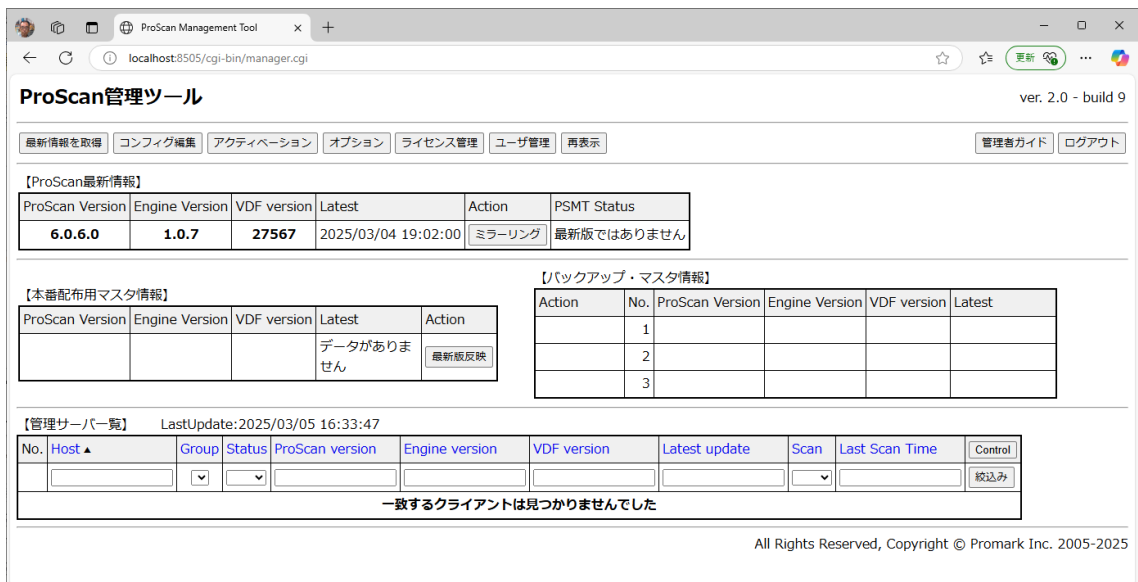 ProScan Management Tool
localhost:8505/cgi-bin/manager.cgi
更新
ProScan管理ツール
ver. 2.0 - build 9
最新情報を取得 コンフィグ編集 アクティベーション オプション ライセンス管理 ユーザ管理 再表示 管理者ガイド ログアウト
【ProScan最新情報】
ProScan Version Engine Version VDF version Latest Action PSMT Status
6.0.6.0 1.0.7 27567 2025/03/04 19:02:00 ミラーリング 最新版ではありません
【本番配布用マスタ情報】
ProScan Version Engine Version VDF version Latest Action
データがありま
せん
最新版反映
【バックアップ・マスタ情報】
Action No. ProScan Version Engine Version VDF version Latest
1
2
3
【管理サーバ一覧】 LastUpdate:2025/03/05 16:33:47
No. Host▲ Group Status ProScan version Engine version VDF version Latest update Scan Last Scan Time Control
絞込み
一致するクライアントは見つかりませんでした
All Rights Reserved, Copyright © Promark Inc. 2005-2025